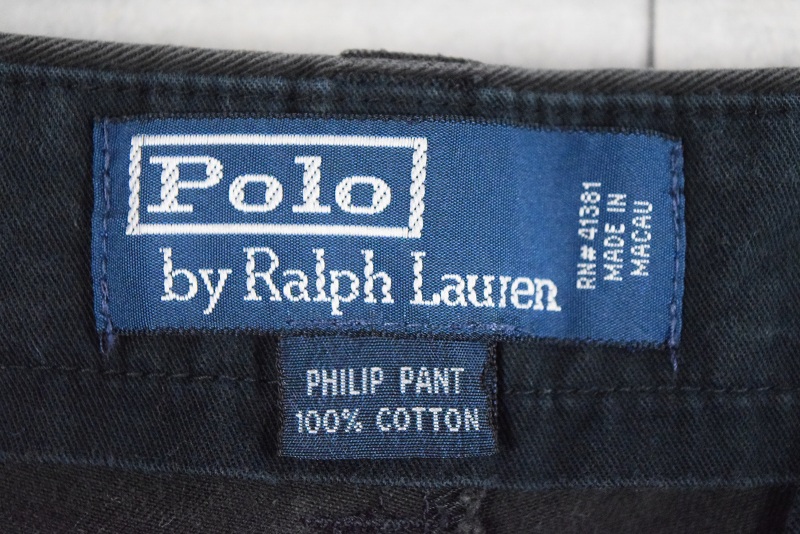 Polo
by Ralph Lauren
RN# 41381
MADE IN
MACAU
PHILIP PANT
100% COTTON